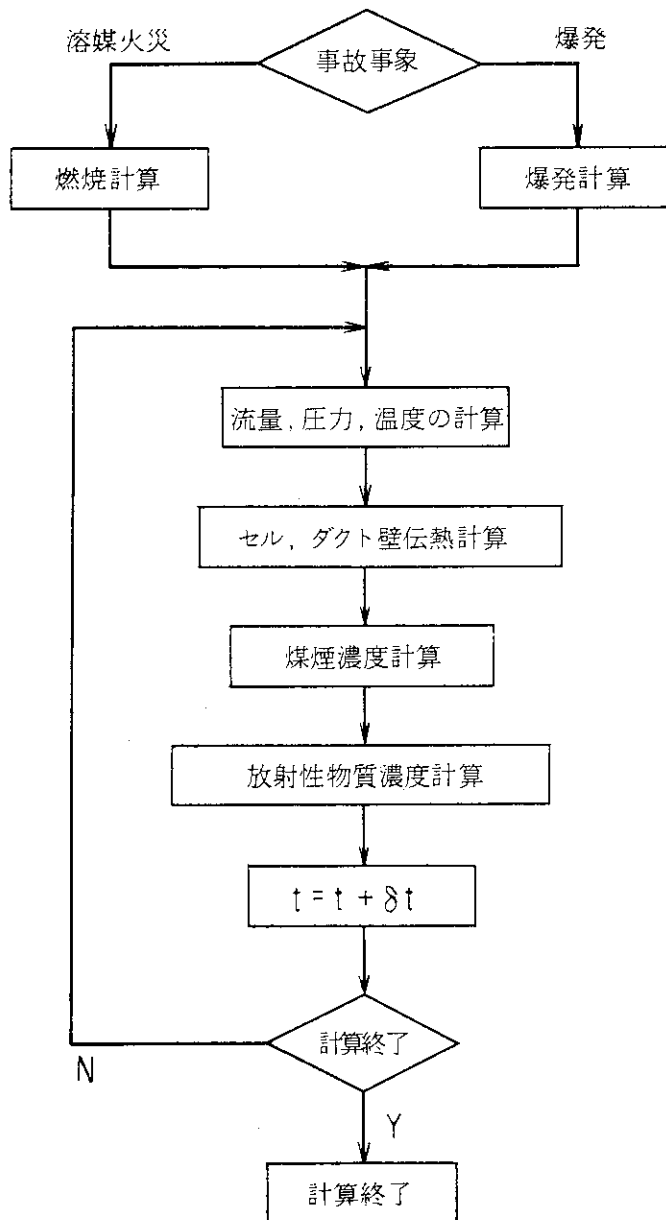 溶媒火災
事故事象
爆発
燃焼計算
爆発計算
流量, 圧力, 温度の計算
セル, ダクト壁伝熱計算
煤煙濃度計算
放射性物質濃度計算
t = t + δt
計算終了
N
Y
計算終了